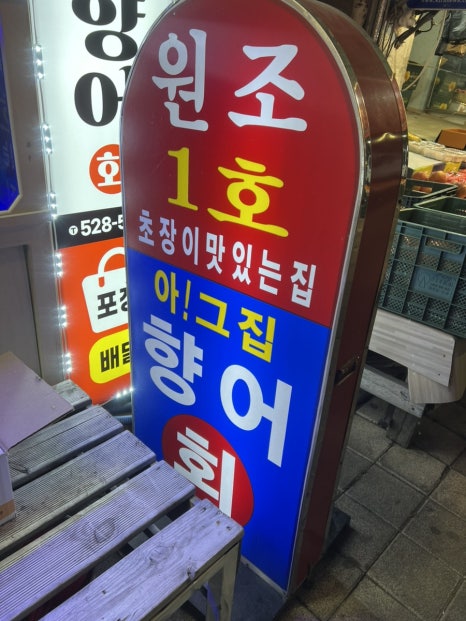 원조
1호
초장이맛있는집
아!그집
향어
회
향어
회
528-5
포장
배달